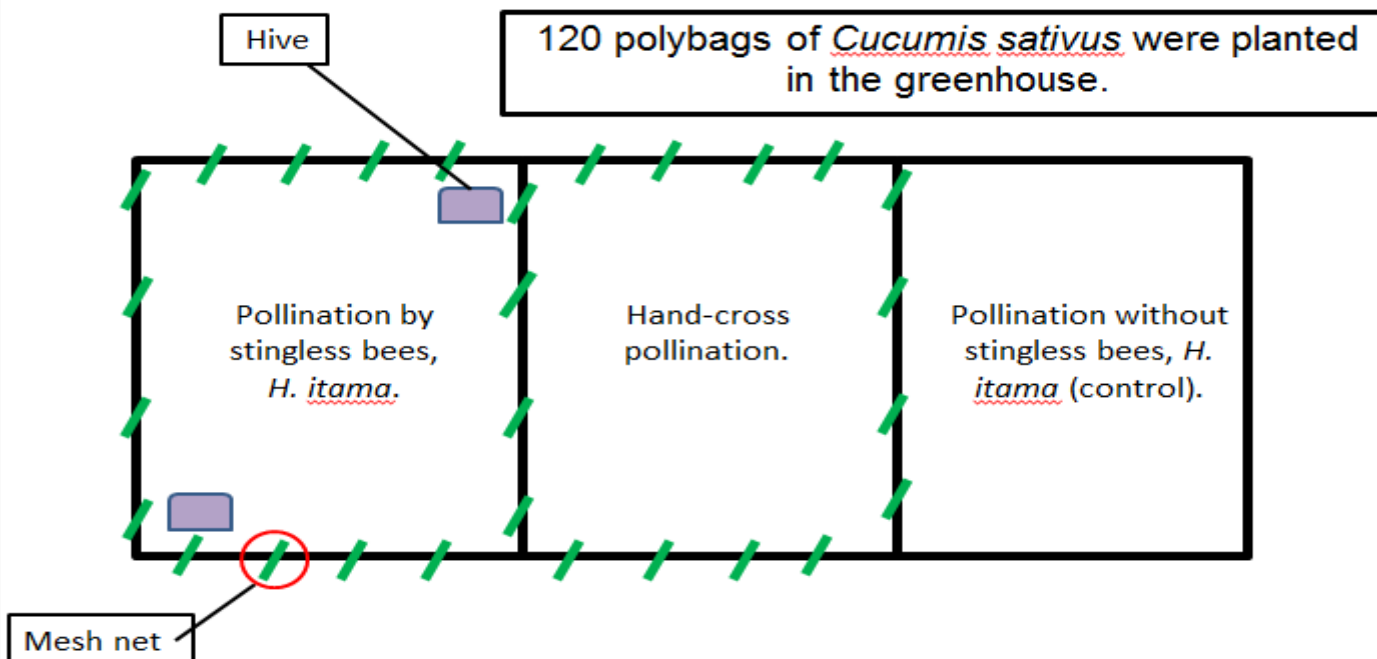 Hive
120 polybags of Cucumis sativus were planted
in the greenhouse.
Pollination by
stingless bees,
H. itama.
Hand-cross
pollination.
Pollination without
stingless bees, H.
itama (control).
Mesh net